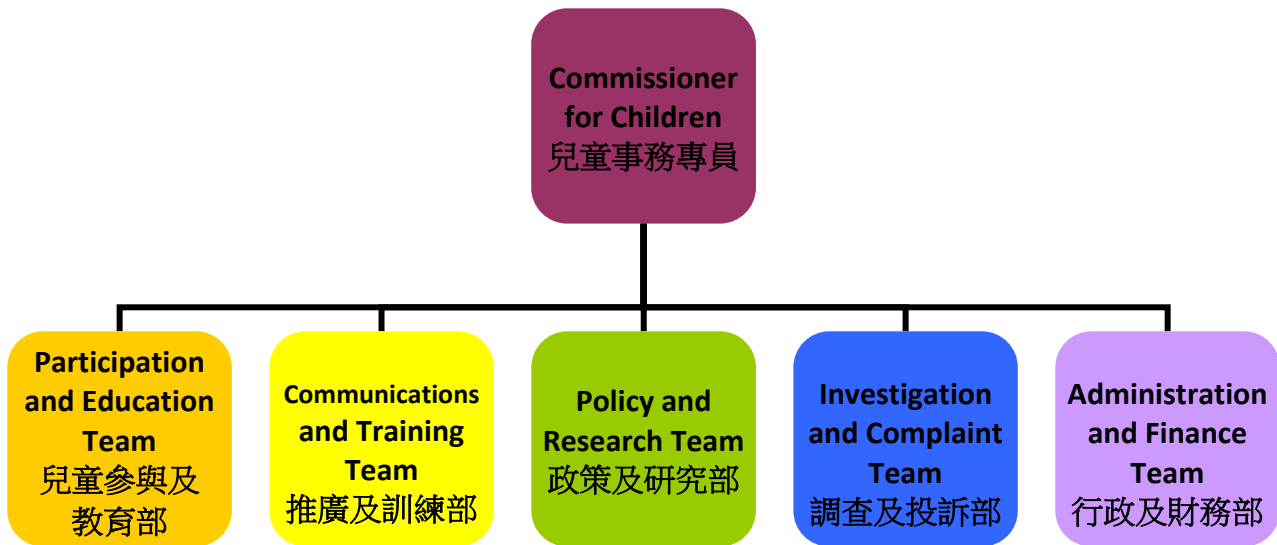 Commissioner
for Children
兒童事務專員
Participation
and Education
Team
兒童參與及
教育部
Communications
and Training
Team
推廣及訓練部
Policy and
Research Team
政策及研究部
Investigation
and Complaint
Team
調查及投訴部
Administration
and Finance
Team
行政及財務部